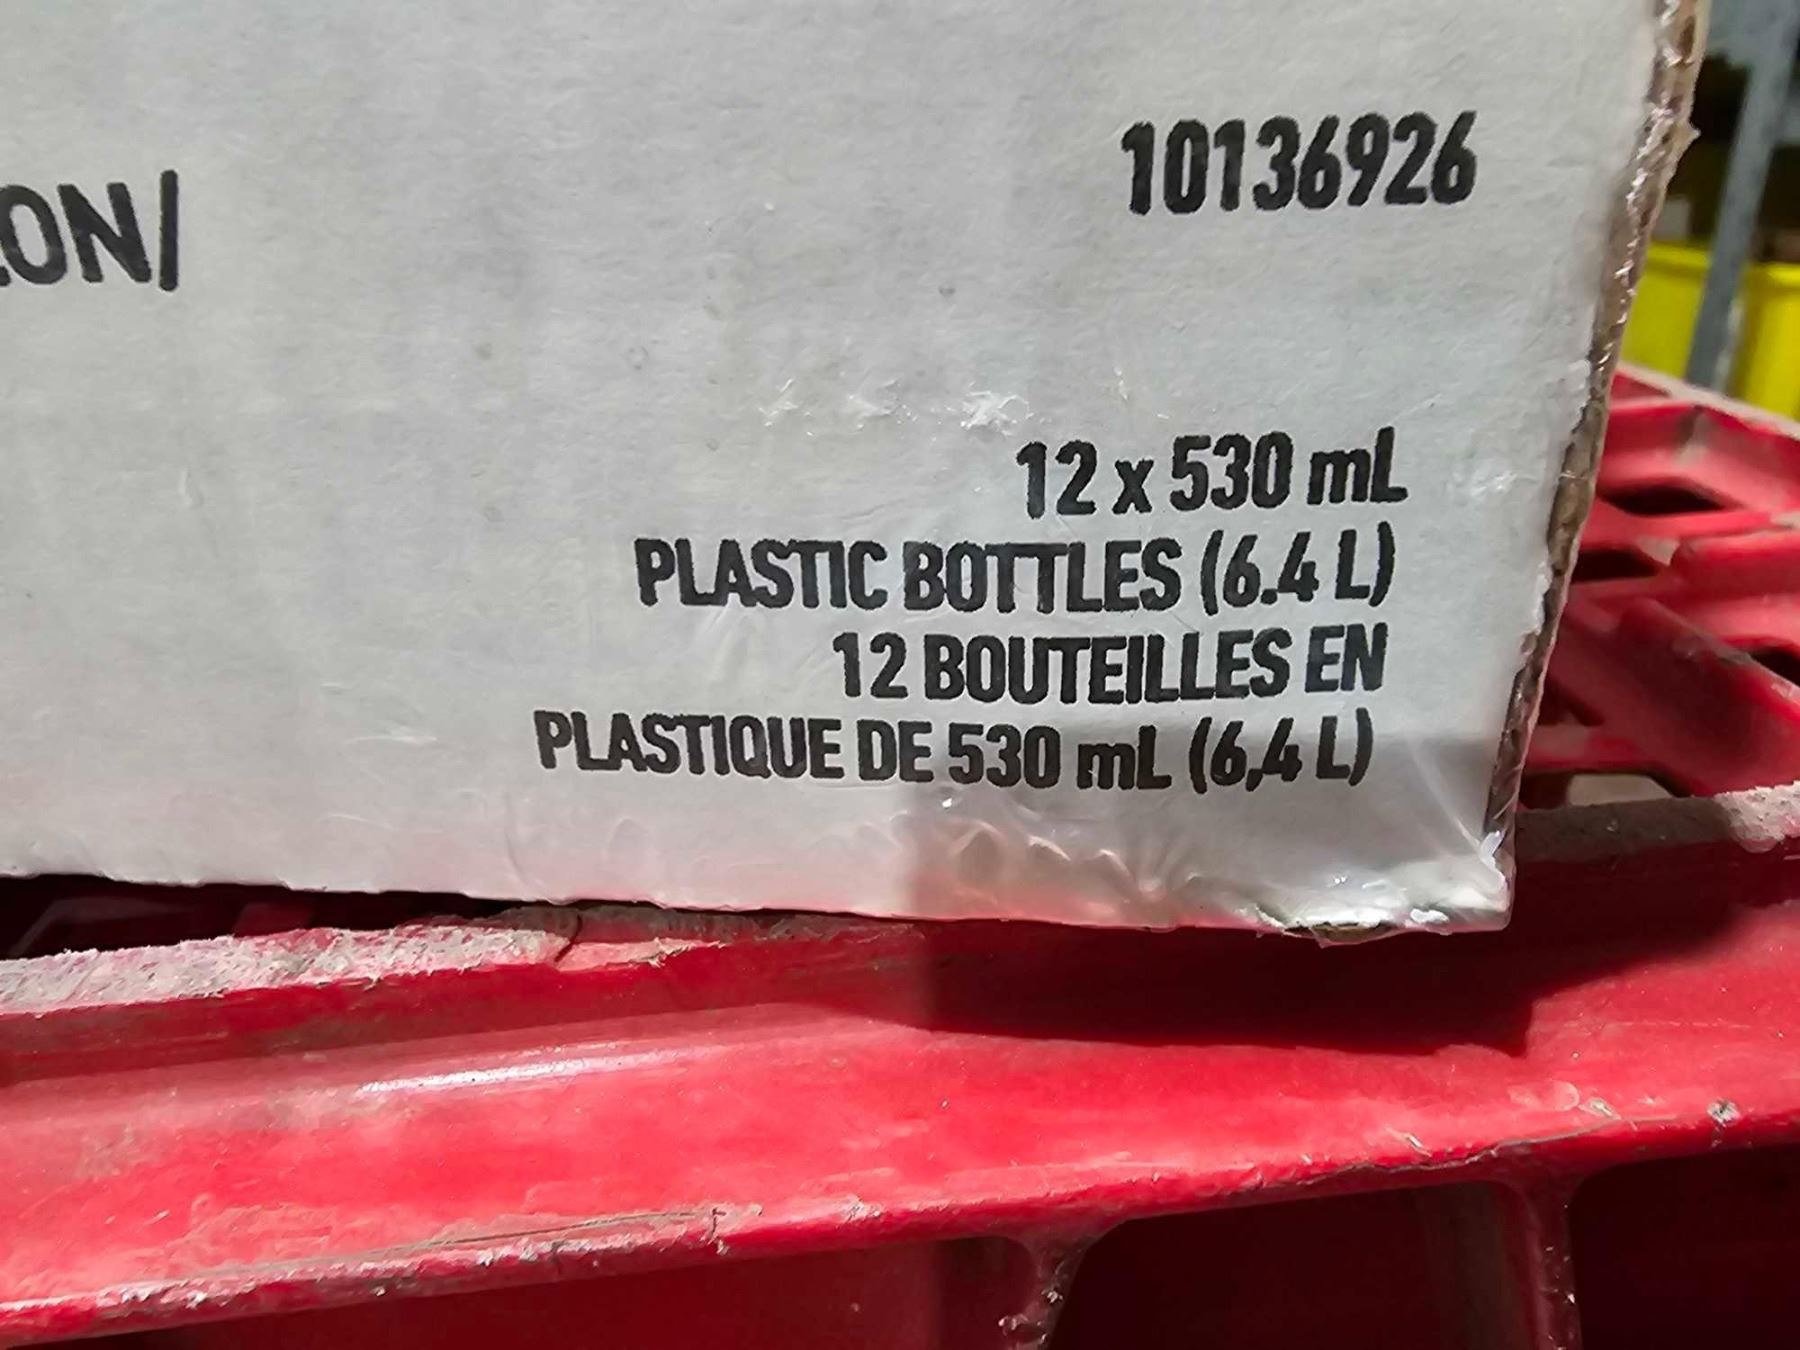 10136926
ON/
12 x 530 mL
PLASTIC BOTTLES (6.4 L)
12 BOUTEILLES EN
PLASTIQUE DE 530 mL (6,4 L)